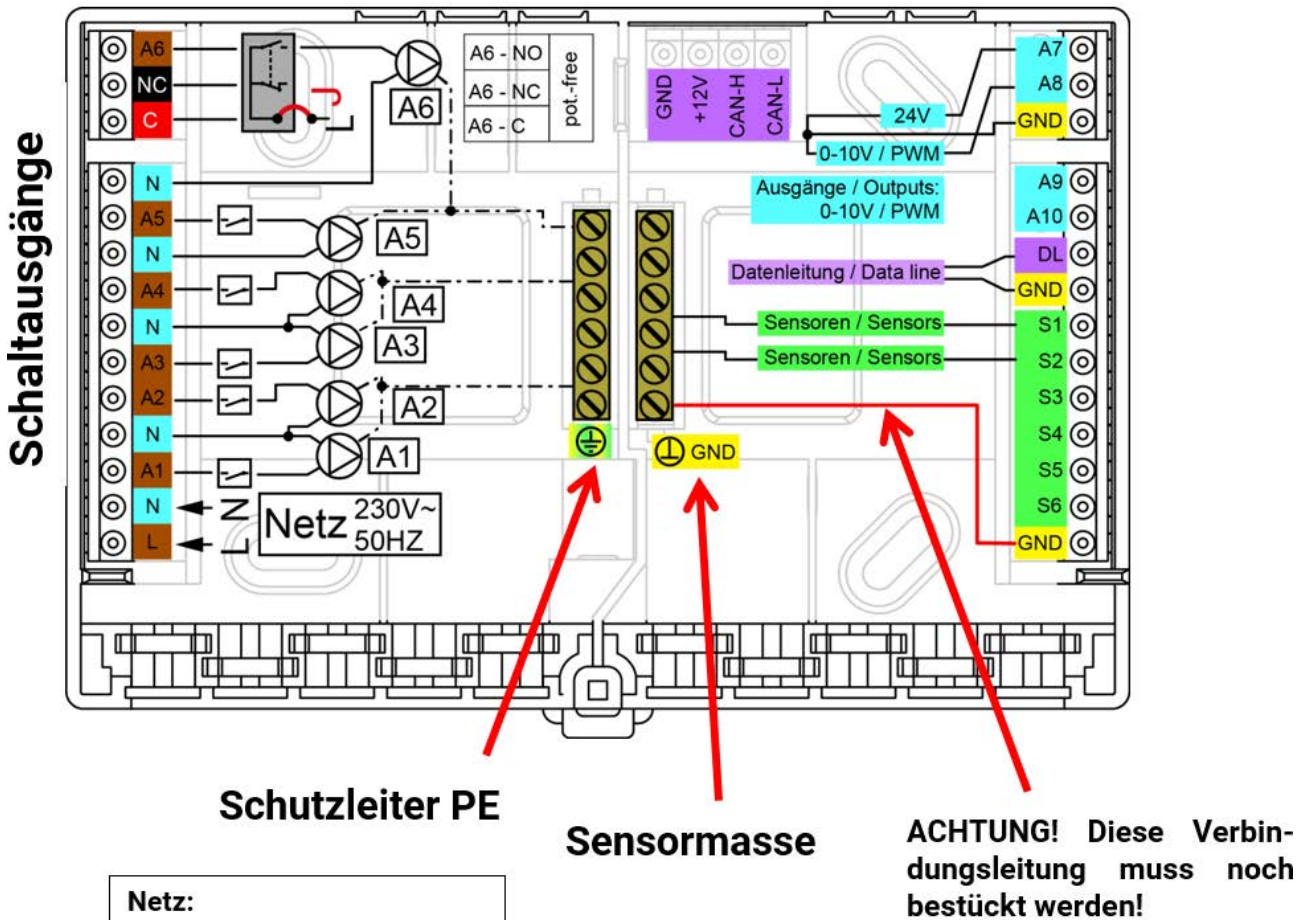 Schaltausgänge
A6
NC
C
N
A5
N
A4
N
A3
A2
N
A1
N
L
L
A6
A6 - NO
A6 - NC
A6 - C
pot.-free
A5
A4
A3
A2
A1
N
L
Netz 230V~
50HZ
GND
+12V
CAN-H
CAN-L
24V
0-10V / PWM
Ausgänge / Outputs:
0-10V / PWM
Datenleitung / Data line
Sensoren / Sensors
Sensoren / Sensors
GND
A7
A8
GND
A9
A10
DL
GND
S1
S2
S3
S4
S5
S6
GND
Schutzleiter PE
Sensormasse
ACHTUNG! Diese Verbin-
dungsleitung muss noch
bestückt werden!
Netz: